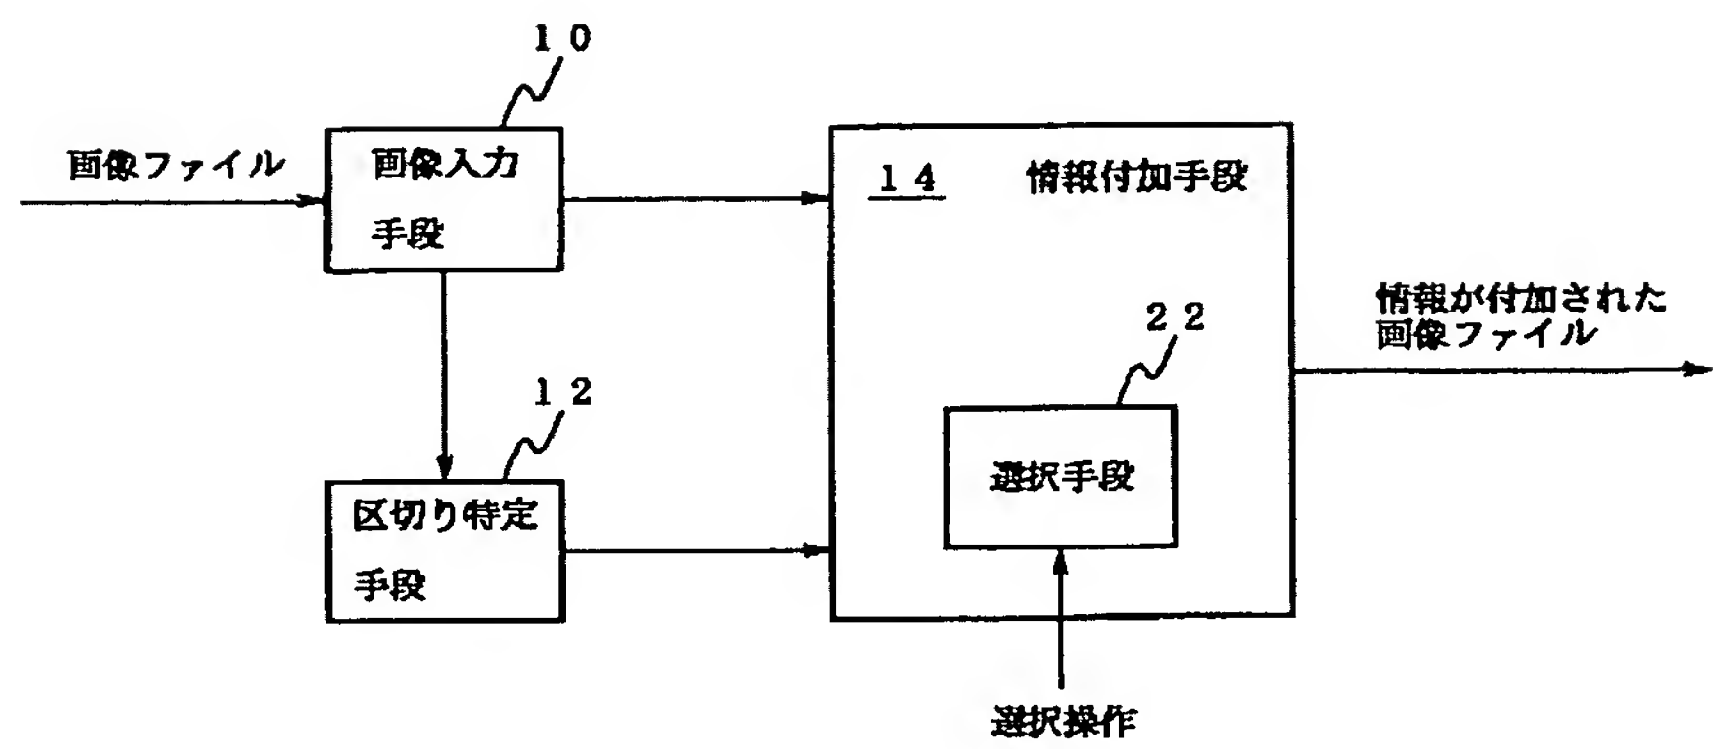 １０
画像ファイル
画像入力
手段
１４
情報付加手段
情報が付加された
画像ファイル
２２
１２
選択手段
区切り特定
手段
選択操作